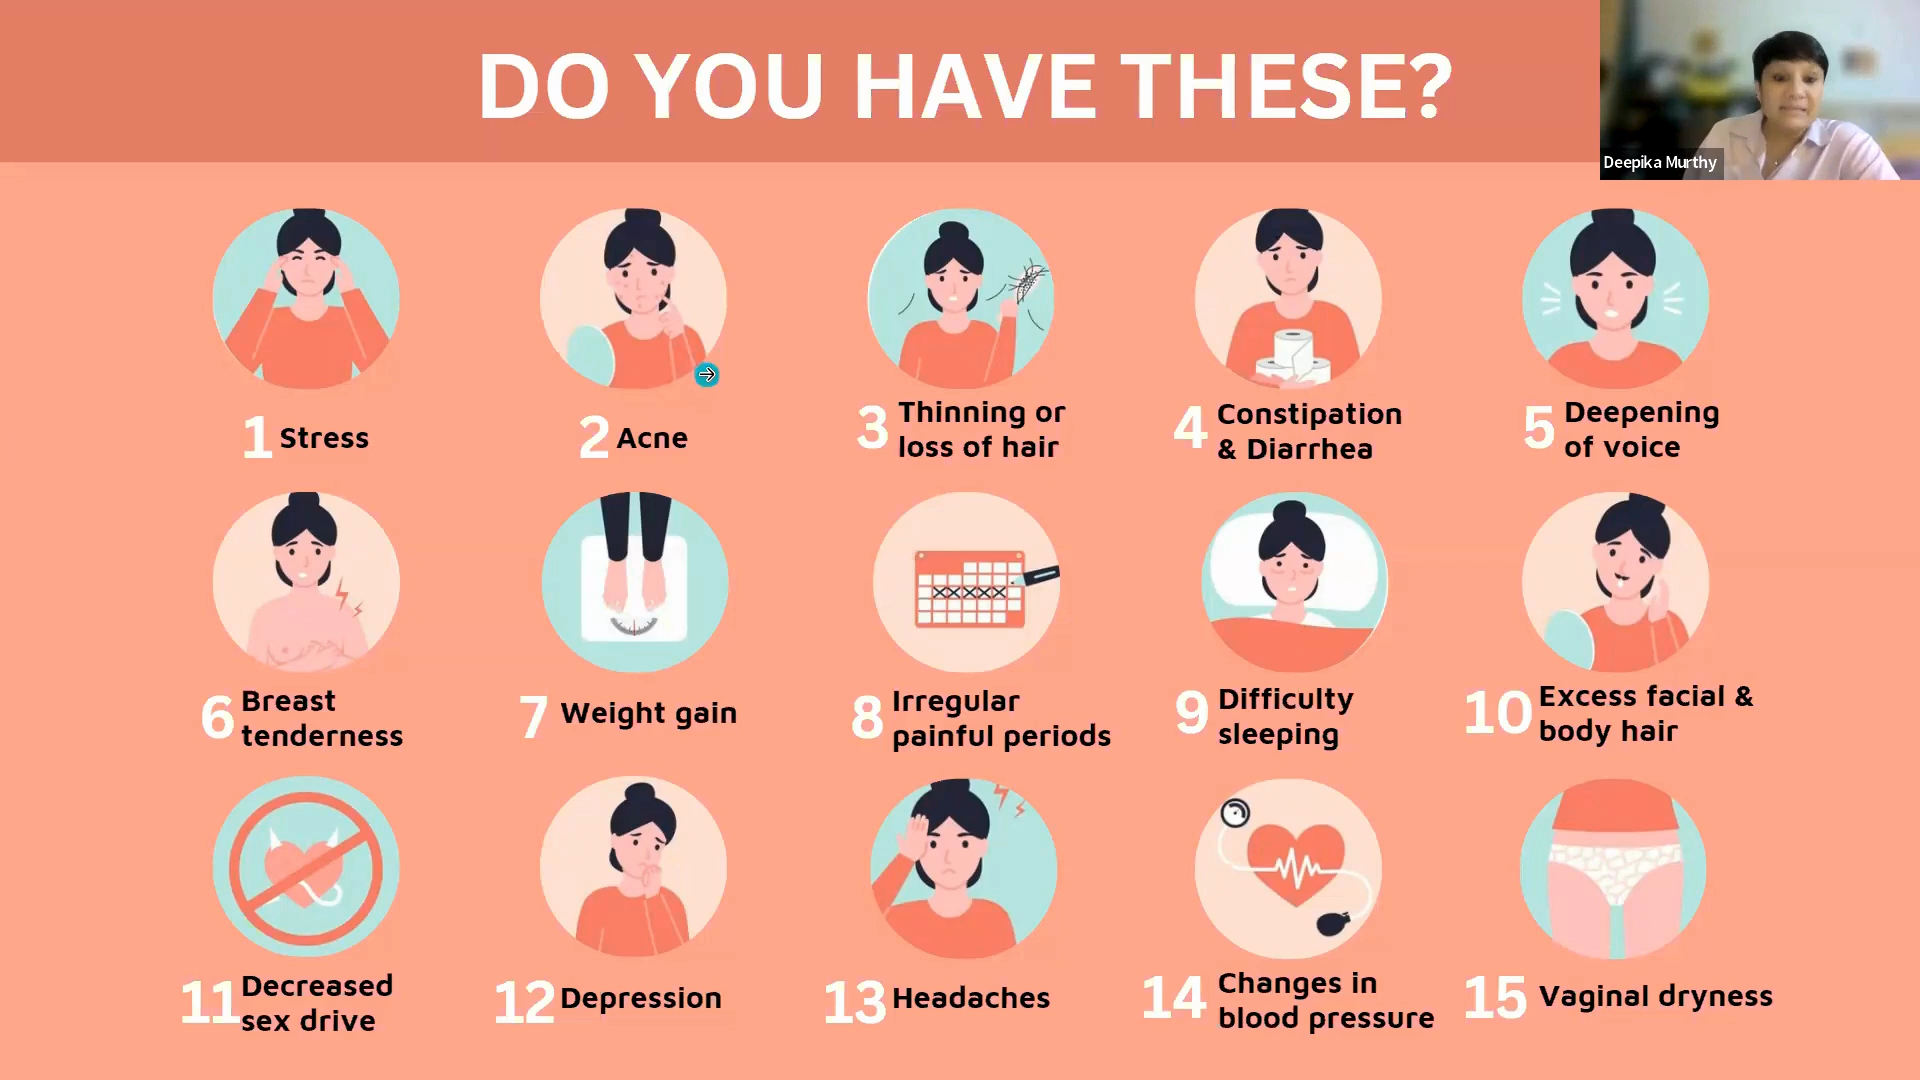 DO YOU HAVE THESE?
Deepika Murthy
1 Stress
2 Acne
3 Thinning or
loss of hair
4 Constipation
& Diarrhea
5 Deepening
of voice
6 Breast
tenderness
7 Weight gain
8 Irregular
painful periods
9 Difficulty
sleeping
10 Excess facial &
body hair
11 Decreased
sex drive
12 Depression
13 Headaches
14 Changes in
blood pressure
15 Vaginal dryness